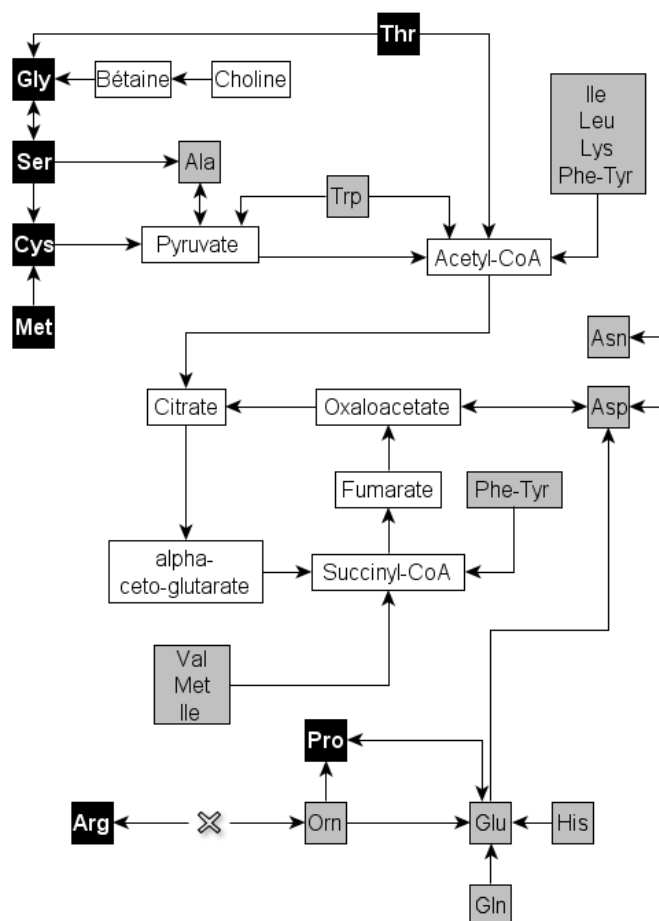 Thr
Gly
Bétaine
Choline
Ile
Leu
Lys
Phe-Tyr
Ser
Ala
Trp
Cys
Pyruvate
Acetyl-CoA
Met
Asn
Citrate
Oxaloacetate
Asp
Fumarate
Phe-Tyr
alpha-
ceto-glutarate
Succinyl-CoA
Val
Met
Ile
Pro
Arg
Orn
Glu
His
Gln